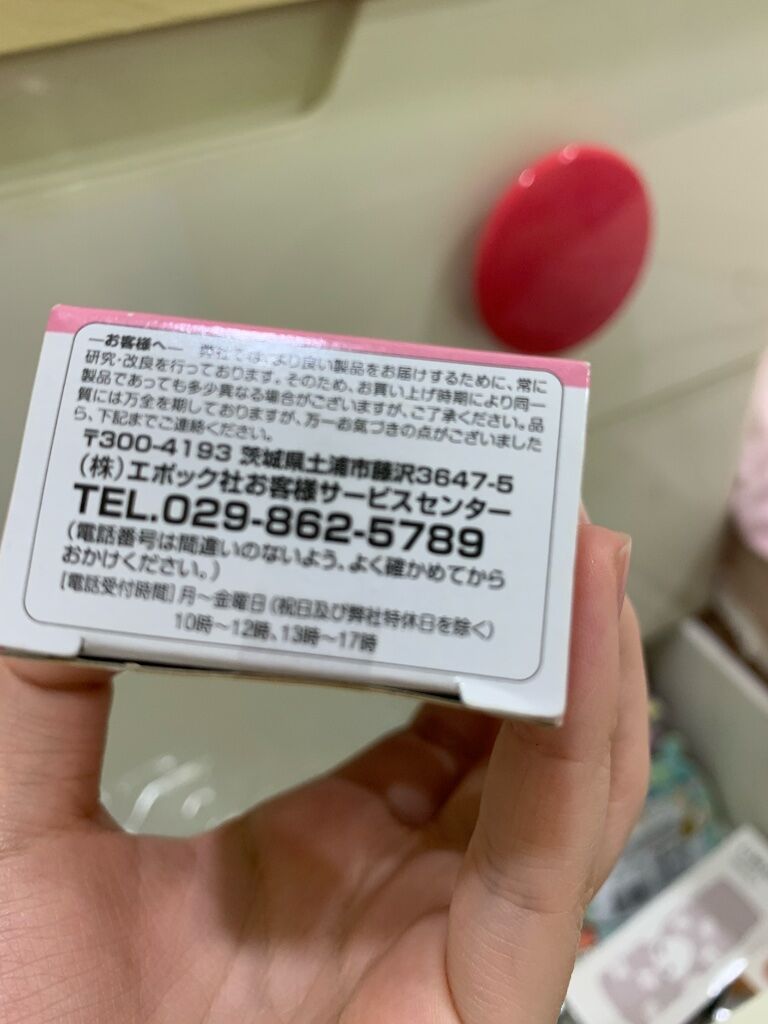 ―お客様へ― 弊社では、より良い製品をお届けするために、常に
研究・改良を行っております。そのため、お買い上げ時期により同一
製品であっても多少異なる場合がございますが、ご了承ください。品
質には万全を期しておりますが、万一お気づきの点がございました
ら、下記までご連絡ください。
〒300-4193 茨城県土浦市藤沢3647-5
(株)エポック社お客様サービスセンター
TEL.029-862-5789
(電話番号は間違いのないよう、よく確かめてから
おかけください。)
[電話受付時間] 月～金曜日(祝日及び弊社特休日を除く)
10時～12時、13時～17時